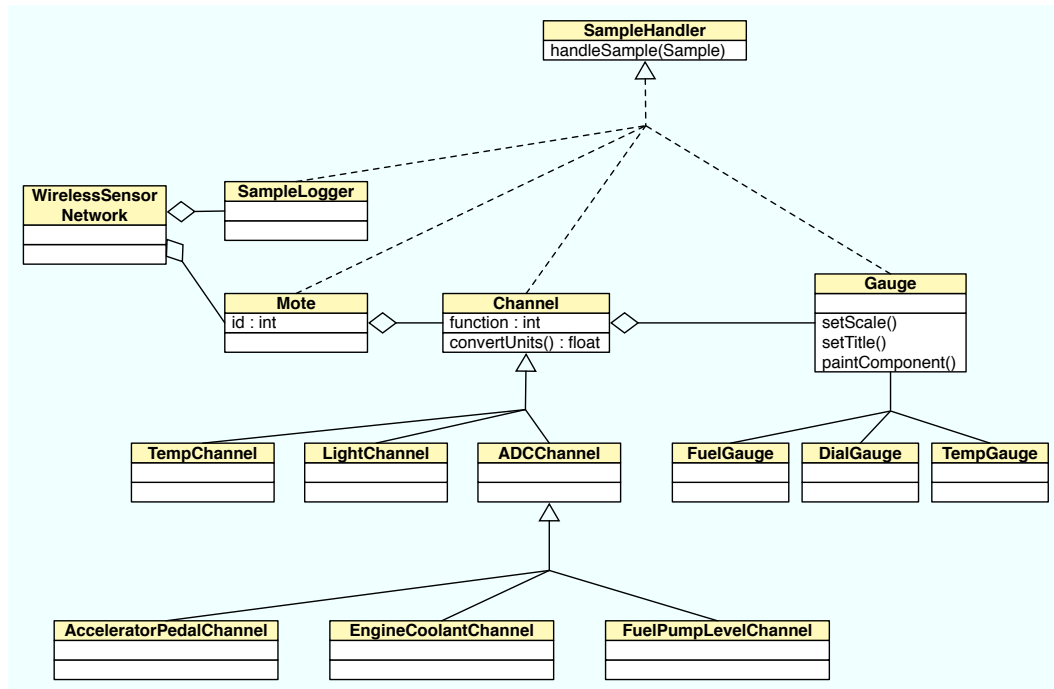 SampleHandler
handleSample(Sample)
WirelessSensor
Network
SampleLogger
Mote
id : int
Channel
function : int
convertUnits() : float
Gauge
setScale()
setTitle()
paintComponent()
TempChannel
LightChannel
ADCChannel
FuelGauge
DialGauge
TempGauge
AcceleratorPedalChannel
EngineCoolantChannel
FuelPumpLevelChannel